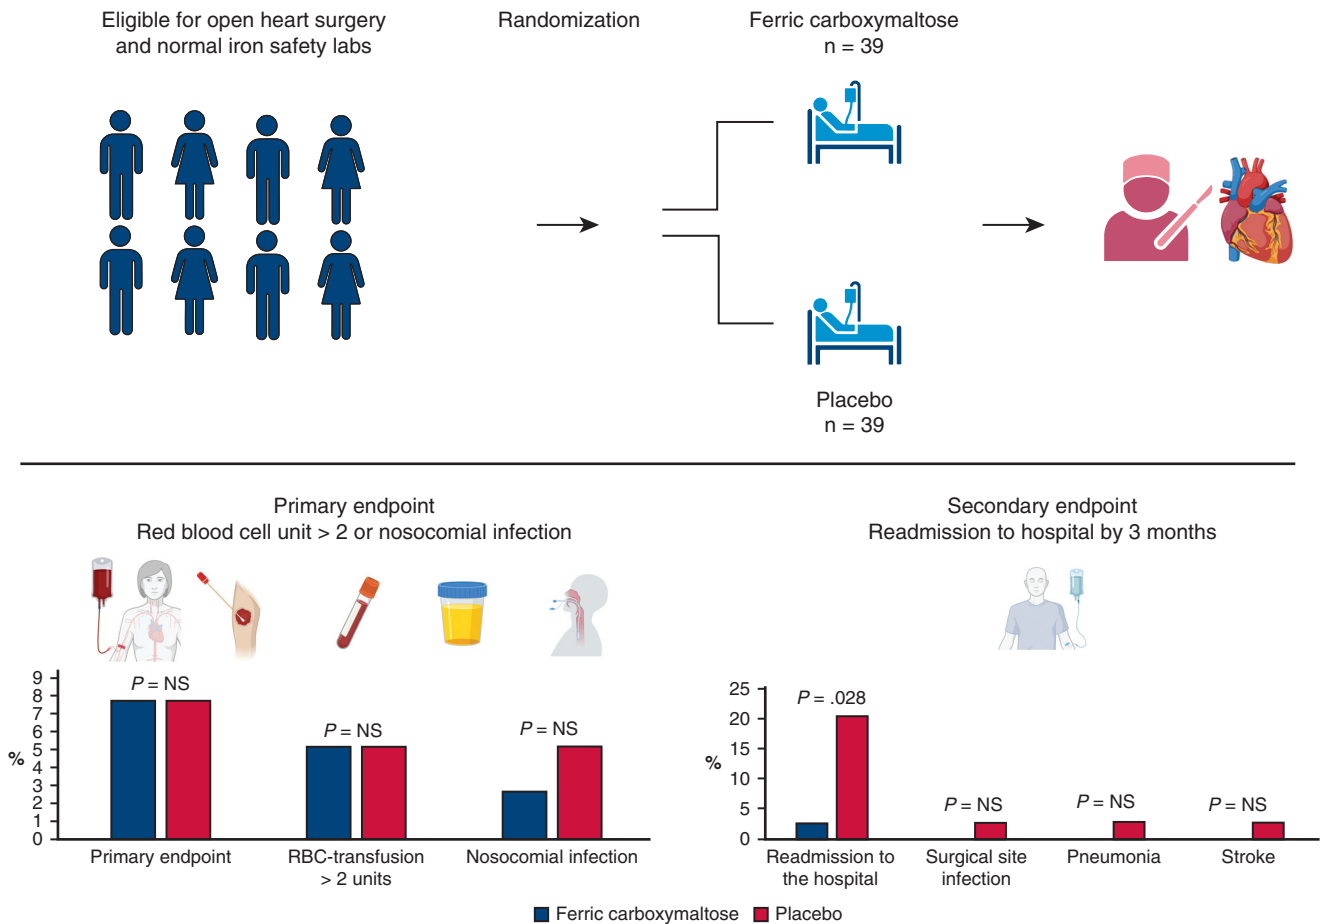 Eligible for open heart surgery
and normal iron safety labs
Randomization
Ferric carboxymaltose
n = 39
Placebo
n = 39
Primary endpoint
Red blood cell unit > 2 or nosocomial infection
9
8
7
6
5
4
3
2
1
0
%
P = NS
P = NS
P = NS
Primary endpoint
RBC-transfusion
> 2 units
Nosocomial infection
Secondary endpoint
Readmission to hospital by 3 months
25
20
15
10
5
0
%
P = .028
P = NS
P = NS
P = NS
Readmission to
the hospital
Surgical site
infection
Pneumonia
Stroke
Ferric carboxymaltose
Placebo